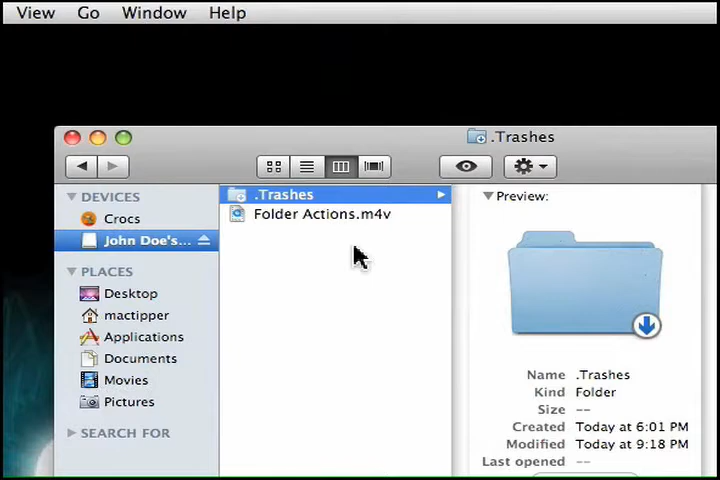 View Go Window Help
.Trashes
DEVICES
Crocs
John Doe's...
PLACES
Desktop
mactipper
Applications
Documents
Movies
Pictures
SEARCH FOR
.Trashes
Folder Actions.m4v
Preview:
Name .Trashes
Kind Folder
Size --
Created Today at 6:01 PM
Modified Today at 9:18 PM
Last opened --